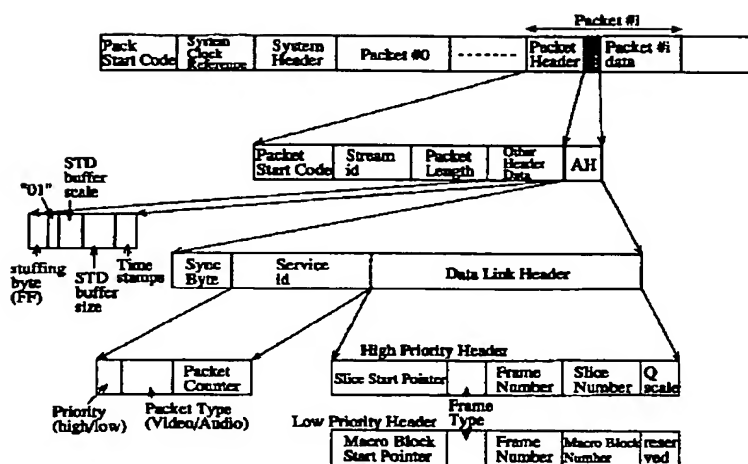 Packet #i
Pack
Start Code
System
Clock
Reference
System
Header
Packet #0
--------
Packet
Header
Packet #i
data
STD
buffer
scale
"01"
Packet
Start Code
Stream
id
Packet
Length
Other
Header
Data
AH
stuffing
byte
(FF)
STD
buffer
size
Time
stamps
Sync
Byte
Service
id
Data Link Header
High Priority Header
Packet
Counter
Slice Start Pointer
Frame
Number
Slice
Number
Q
scale
Priority
(high/low)
Packet Type
(Video/Audio)
Frame
Type
Low Priority Header
Macro Block
Start Pointer
Frame
Number
Macro Block
Number
reser
ved